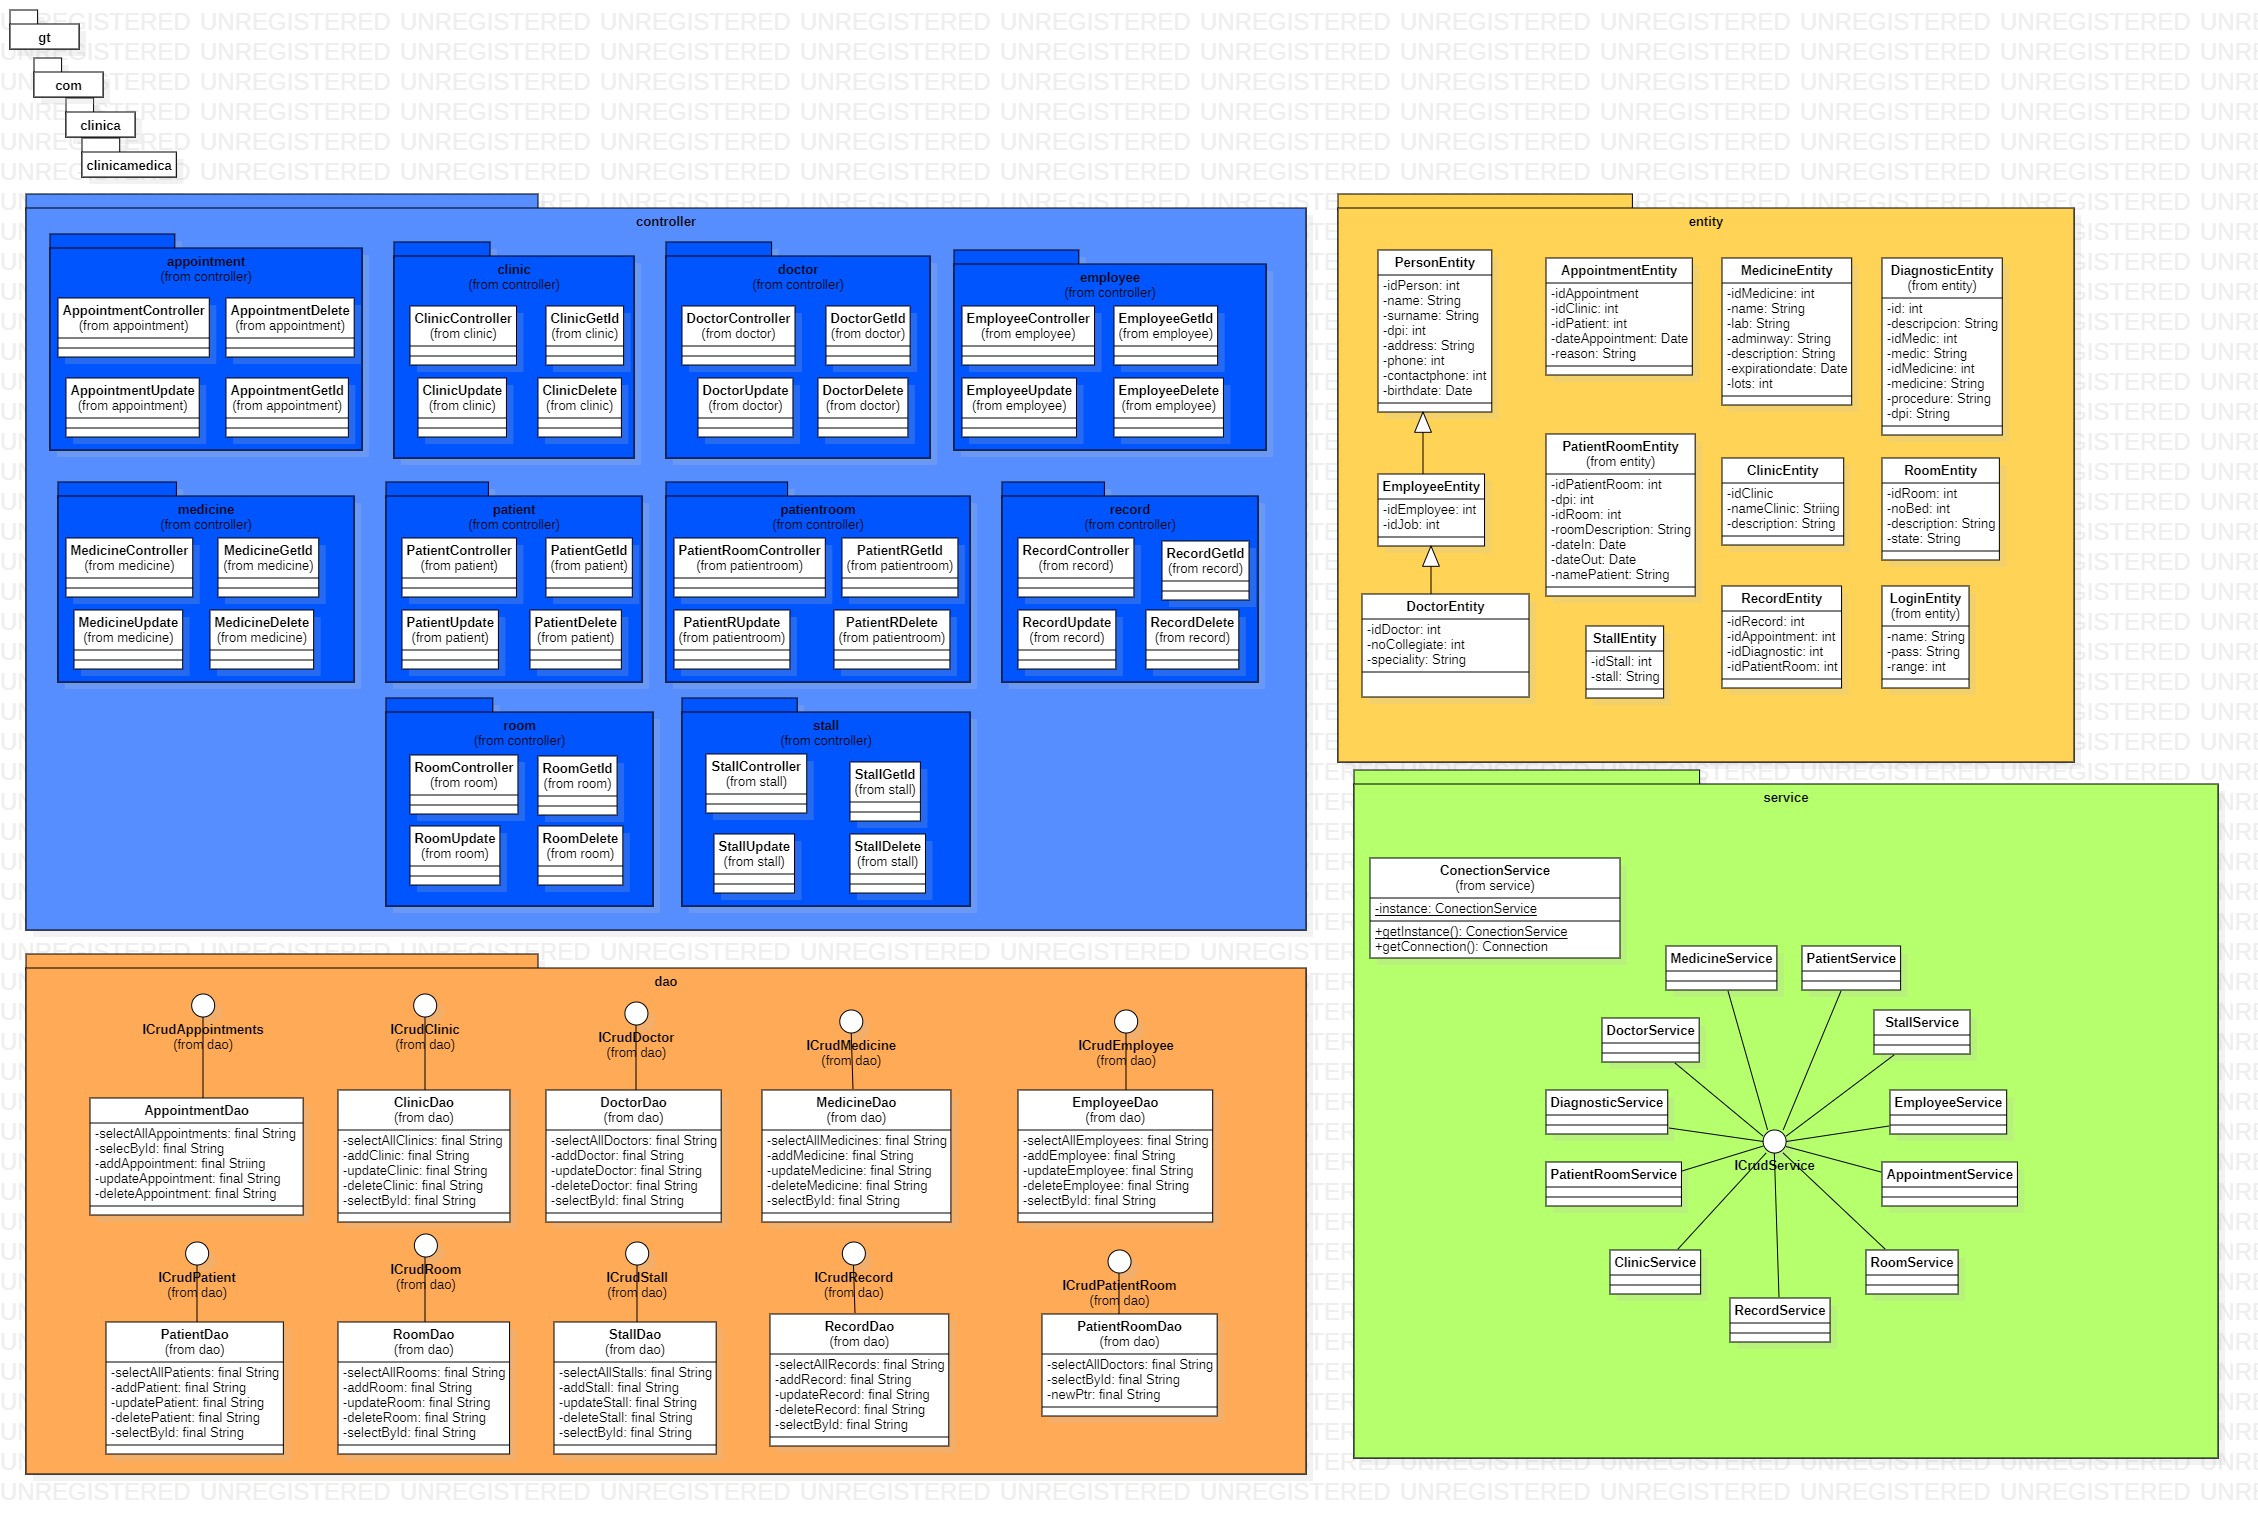 gt
com
clinica
clinicamedica
controller
appointment
(from controller)
AppointmentController
(from appointment)
AppointmentDelete
(from appointment)
AppointmentUpdate
(from appointment)
AppointmentGetId
(from appointment)
clinic
(from controller)
ClinicController
(from clinic)
ClinicGetId
(from clinic)
ClinicUpdate
(from clinic)
ClinicDelete
(from clinic)
doctor
(from controller)
DoctorController
(from doctor)
DoctorGetId
(from doctor)
DoctorUpdate
(from doctor)
DoctorDelete
(from doctor)
employee
(from controller)
EmployeeController
(from employee)
EmployeeGetId
(from employee)
EmployeeUpdate
(from employee)
EmployeeDelete
(from employee)
medicine
(from controller)
MedicineController
(from medicine)
MedicineGetId
(from medicine)
MedicineUpdate
(from medicine)
MedicineDelete
(from medicine)
patient
(from controller)
PatientController
(from patient)
PatientGetId
(from patient)
PatientUpdate
(from patient)
PatientDelete
(from patient)
patientroom
(from controller)
PatientRoomController
(from patientroom)
PatientRGetId
(from patientroom)
PatientRUpdate
(from patientroom)
PatientRDelete
(from patientroom)
record
(from controller)
RecordController
(from record)
RecordGetId
(from record)
RecordUpdate
(from record)
RecordDelete
(from record)
room
(from controller)
RoomController
(from room)
RoomGetId
(from room)
RoomUpdate
(from room)
RoomDelete
(from room)
stall
(from controller)
StallController
(from stall)
StallGetId
(from stall)
StallUpdate
(from stall)
StallDelete
(from stall)
entity
PersonEntity
-idPerson: int
-name: String
-surname: String
-dpi: int
-address: String
-phone: int
-contactphone: int
-birthdate: Date
AppointmentEntity
-idAppointment
-idClinic: int
-idPatient: int
-dateAppointment: Date
-reason: String
MedicineEntity
-idMedicine: int
-name: String
-lab: String
-adminway: String
-description: String
-expirationdate: Date
-lots: int
DiagnosticEntity
(from entity)
-id: int
-descripcion: String
-idMedic: int
-medic: String
-idMedicine: int
-medicine: String
-procedure: String
-dpi: String
EmployeeEntity
-idEmployee: int
-idJob: int
PatientRoomEntity
(from entity)
-idPatientRoom: int
-dpi: int
-idRoom: int
-roomDescription: String
-dateIn: Date
-dateOut: Date
-namePatient: String
ClinicEntity
-idClinic
-nameClinic: Striing
-description: String
RoomEntity
-idRoom: int
-noBed: int
-description: String
-state: String
DoctorEntity
-idDoctor: int
-noCollegiate: int
-speciality: String
StallEntity
-idStall: int
-stall: String
RecordEntity
-idRecord: int
-idAppointment: int
-idDiagnostic: int
-idPatientRoom: int
LoginEntity
(from entity)
-name: String
-pass: String
-range: int
dao
ICrudAppointments
(from dao)
ICrudClinic
(from dao)
ICrudDoctor
(from dao)
ICrudMedicine
(from dao)
ICrudEmployee
(from dao)
AppointmentDao
-selectAllAppointments: final String
-selecById: final String
-addAppointment: final Striing
-updateAppointment: final String
-deleteAppointment: final String
ClinicDao
(from dao)
-selectAllClinics: final String
-addClinic: final String
-updateClinic: final String
-deleteClinic: final String
-selectById: final String
DoctorDao
(from dao)
-selectAllDoctors: final String
-addDoctor: final String
-updateDoctor: final String
-deleteDoctor: final String
-selectById: final String
MedicineDao
(from dao)
-selectAllMedicines: final String
-addMedicine: final String
-updateMedicine: final String
-deleteMedicine: final String
-selectById: final String
EmployeeDao
(from dao)
-selectAllEmployees: final String
-addEmployee: final String
-updateEmployee: final String
-deleteEmployee: final String
-selectById: final String
ICrudPatient
(from dao)
ICrudRoom
(from dao)
ICrudStall
(from dao)
ICrudRecord
(from dao)
ICrudPatientRoom
(from dao)
PatientDao
(from dao)
-selectAllPatients: final String
-addPatient: final String
-updatePatient: final String
-deletePatient: final String
-selectById: final String
RoomDao
(from dao)
-selectAllRooms: final String
-addRoom: final String
-updateRoom: final String
-deleteRoom: final String
-selectById: final String
StallDao
(from dao)
-selectAllStalls: final String
-addStall: final String
-updateStall: final String
-deleteStall: final String
-selectById: final String
RecordDao
(from dao)
-selectAllRecords: final String
-addRecord: final String
-updateRecord: final String
-deleteRecord: final String
-selectById: final String
PatientRoomDao
(from dao)
-selectAllDoctors: final String
-selectById: final String
-newPtr: final String
service
ConectionService
(from service)
-instance: ConectionService
+getInstance(): ConectionService
+getConnection(): Connection
MedicineService
PatientService
DoctorService
StallService
DiagnosticService
EmployeeService
ICrudService
PatientRoomService
AppointmentService
ClinicService
RoomService
RecordService